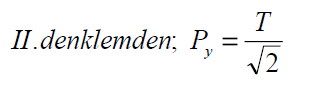 II.denklemden; P_y = T/√2